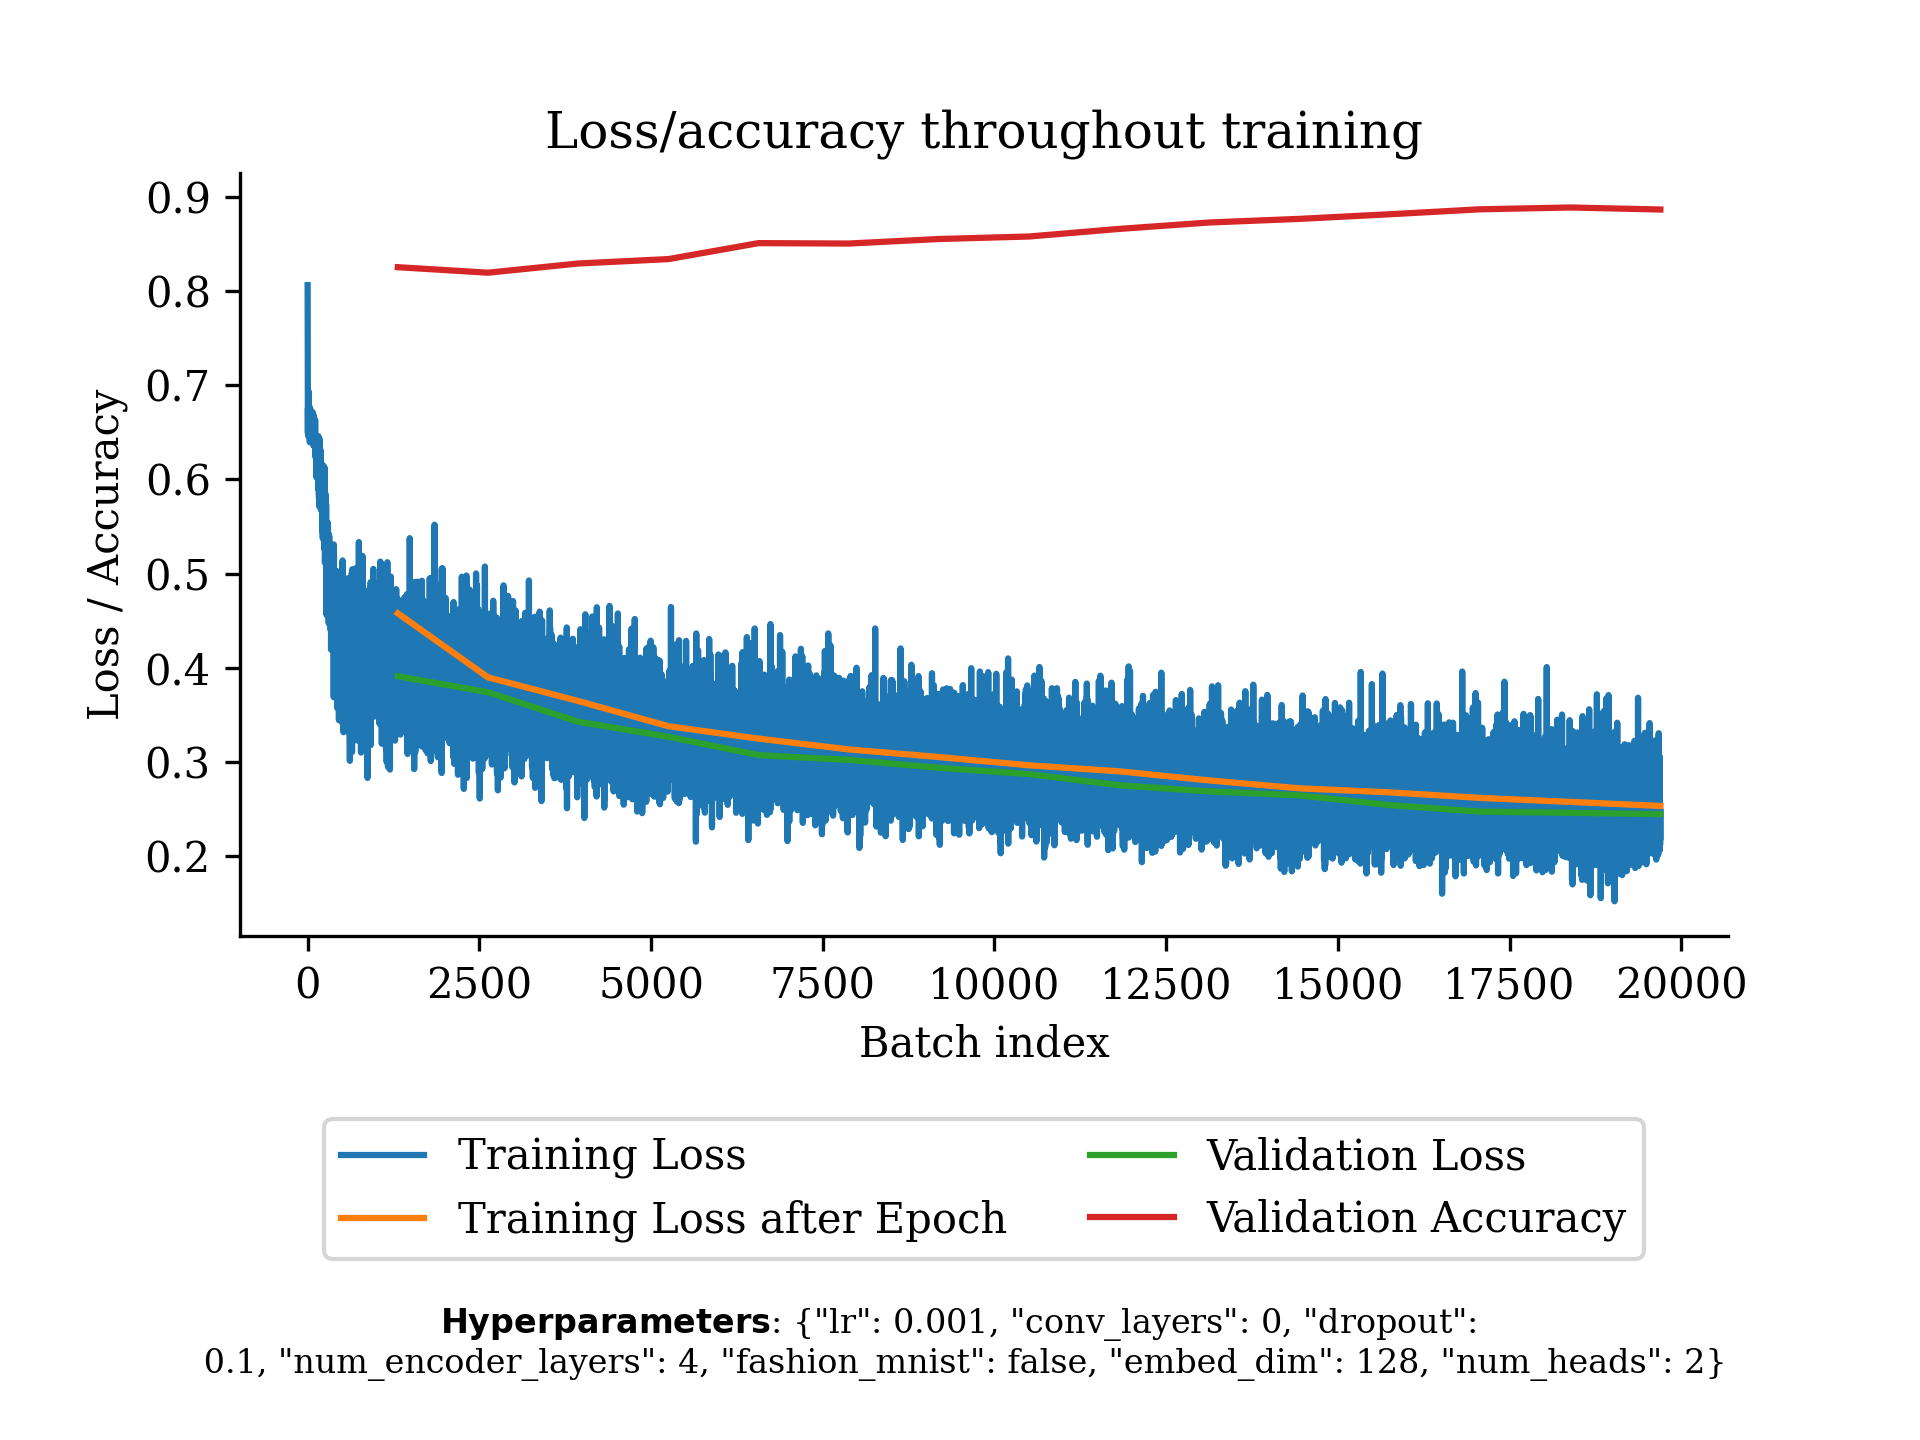 Loss/accuracy throughout training
Loss / Accuracy
0.9
0.8
0.7
0.6
0.5
0.4
0.3
0.2
0 2500 5000 7500 10000 12500 15000 17500 20000
Batch index
Training Loss
Training Loss after Epoch
Validation Loss
Validation Accuracy
Hyperparameters: {"lr": 0.001, "conv_layers": 0, "dropout":
0.1, "num_encoder_layers": 4, "fashion_mnist": false, "embed_dim": 128, "num_heads": 2}